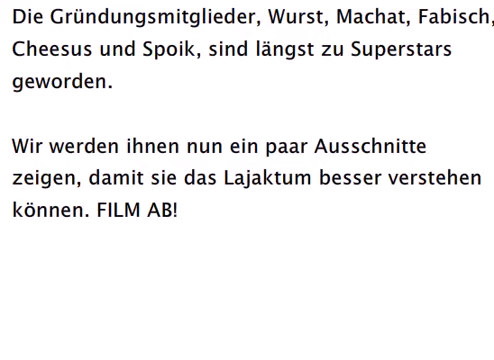 Die Gründungsmitglieder, Wurst, Machat, Fabisch,
Cheesus und Spoik, sind längst zu Superstars
geworden.
Wir werden ihnen nun ein paar Ausschnitte
zeigen, damit sie das Lajaktum besser verstehen
können. FILM AB!